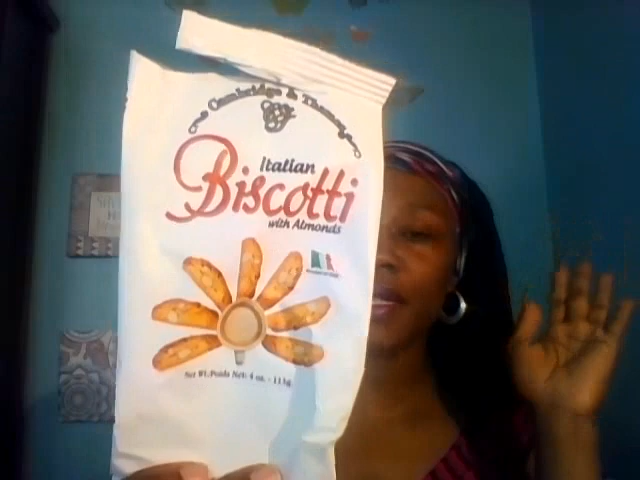 Cambridge & Thames
Italian
Biscotti
with Almonds
Net Wt./Poids Net: 4 oz. - 113g